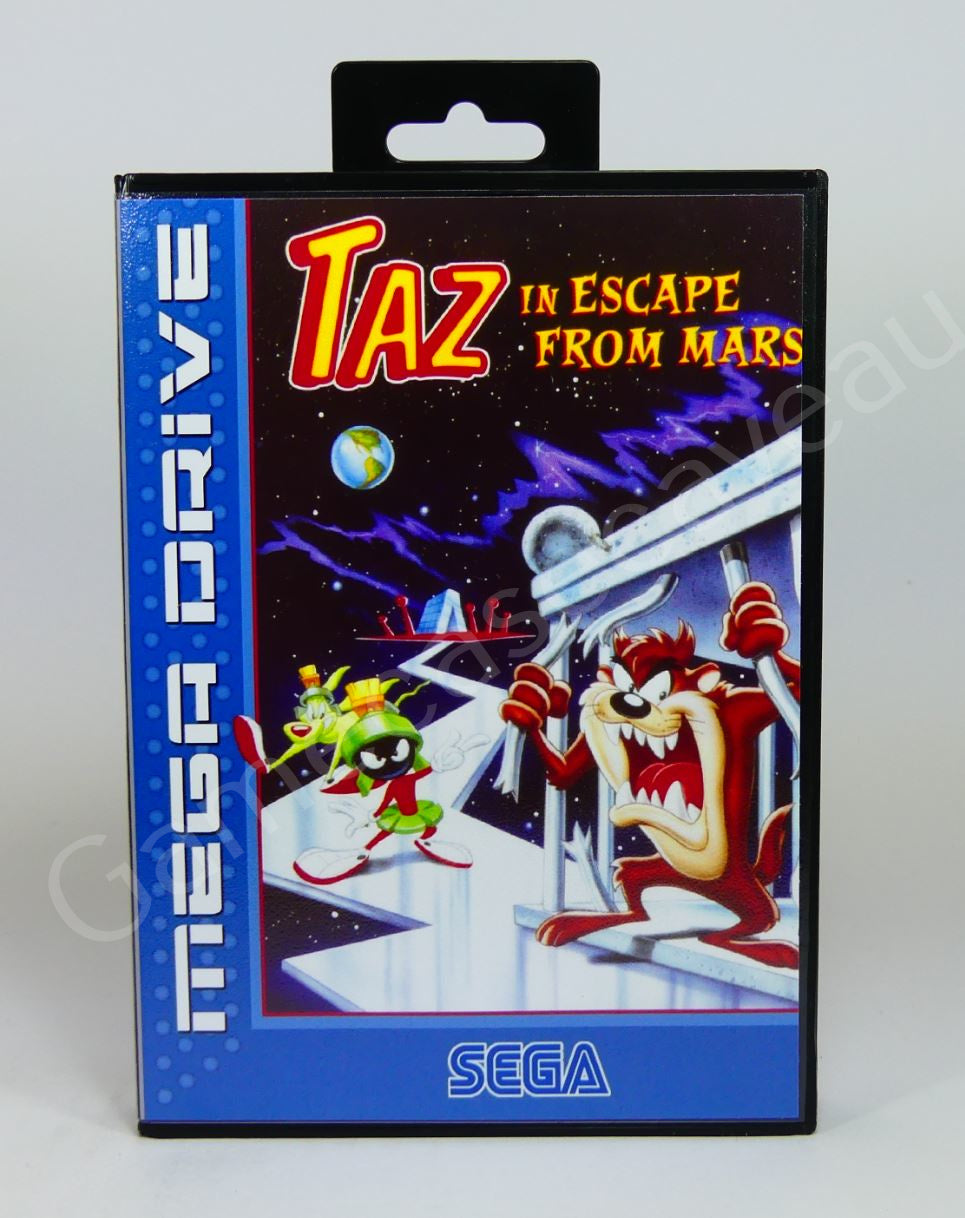 MEGA DRIVE
TAZ IN ESCAPE
FROM MARS
SEGA